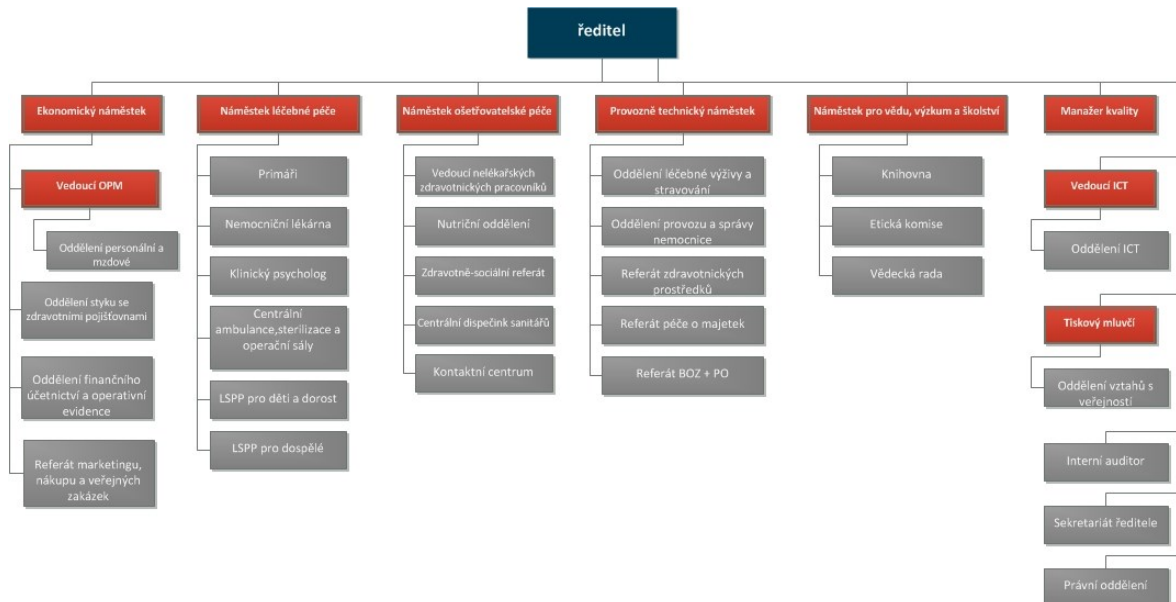 ředitel
Ekonomický náměstek
Náměstek léčebné péče
Náměstek ošetřovatelské péče
Provozně technický náměstek
Náměstek pro vědu, výzkum a školství
Manažer kvality
Vedoucí OPM
Oddělení personální a
mzdové
Oddělení styku se
zdravotními pojišťovnami
Oddělení finančního
účetnictví a operativní
evidence
Referát marketingu,
nákupu a veřejných
zakázek
Primáři
Nemocniční lékárna
Klinický psycholog
Centrální
ambulance,sterilizace a
operační sály
LSPP pro děti a dorost
LSPP pro dospělé
Vedoucí nelékařských
zdravotnických pracovníků
Nutriční oddělení
Zdravotně-sociální referát
Centrální dispečink sanitářů
Kontaktní centrum
Oddělení léčebné výživy a
stravování
Oddělení provozu a správy
nemocnice
Referát zdravotnických
prostředků
Referát péče o majetek
Referát BOZ + PO
Knihovna
Etická komise
Vědecká rada
Vedoucí ICT
Oddělení ICT
Tiskový mluvčí
Oddělení vztahů s
veřejností
Interní auditor
Sekretariát ředitele
Právní oddělení